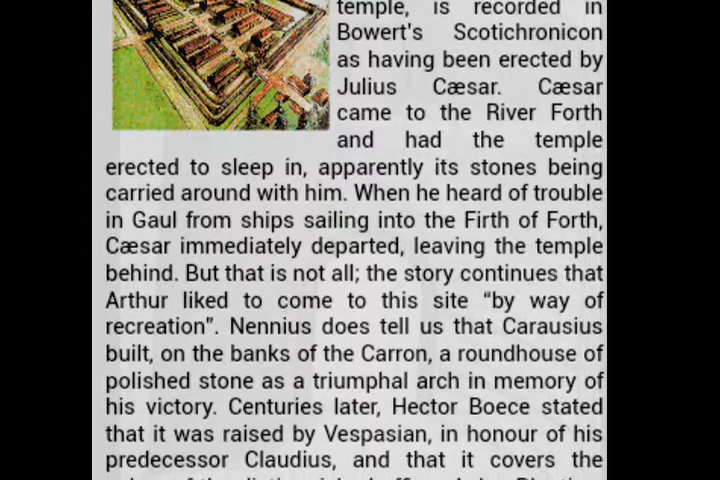 temple, is recorded in
Bowert's Scotichronicon
as having been erected by
Julius Cæsar. Cæsar
came to the River Forth
and had the temple
erected to sleep in, apparently its stones being
carried around with him. When he heard of trouble
in Gaul from ships sailing into the Firth of Forth,
Cæsar immediately departed, leaving the temple
behind. But that is not all; the story continues that
Arthur liked to come to this site “by way of
recreation”. Nennius does tell us that Carausius
built, on the banks of the Carron, a roundhouse of
polished stone as a triumphal arch in memory of
his victory. Centuries later, Hector Boece stated
that it was raised by Vespasian, in honour of his
predecessor Claudius, and that it covers the